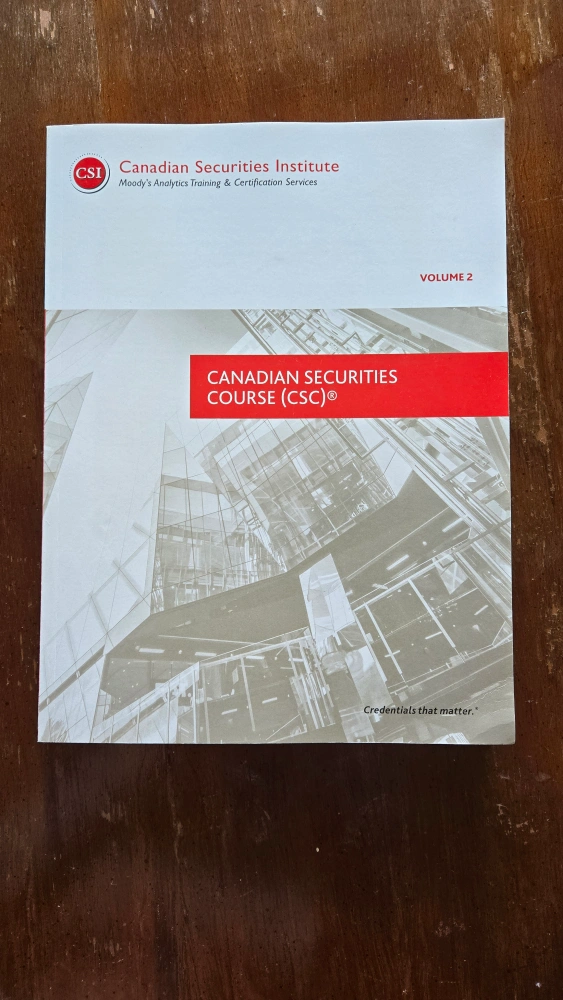 CSI
Canadian Securities Institute
Moody's Analytics Training & Certification Services
VOLUME 2
CANADIAN SECURITIES
COURSE (CSC)®
Credentials that matter.®